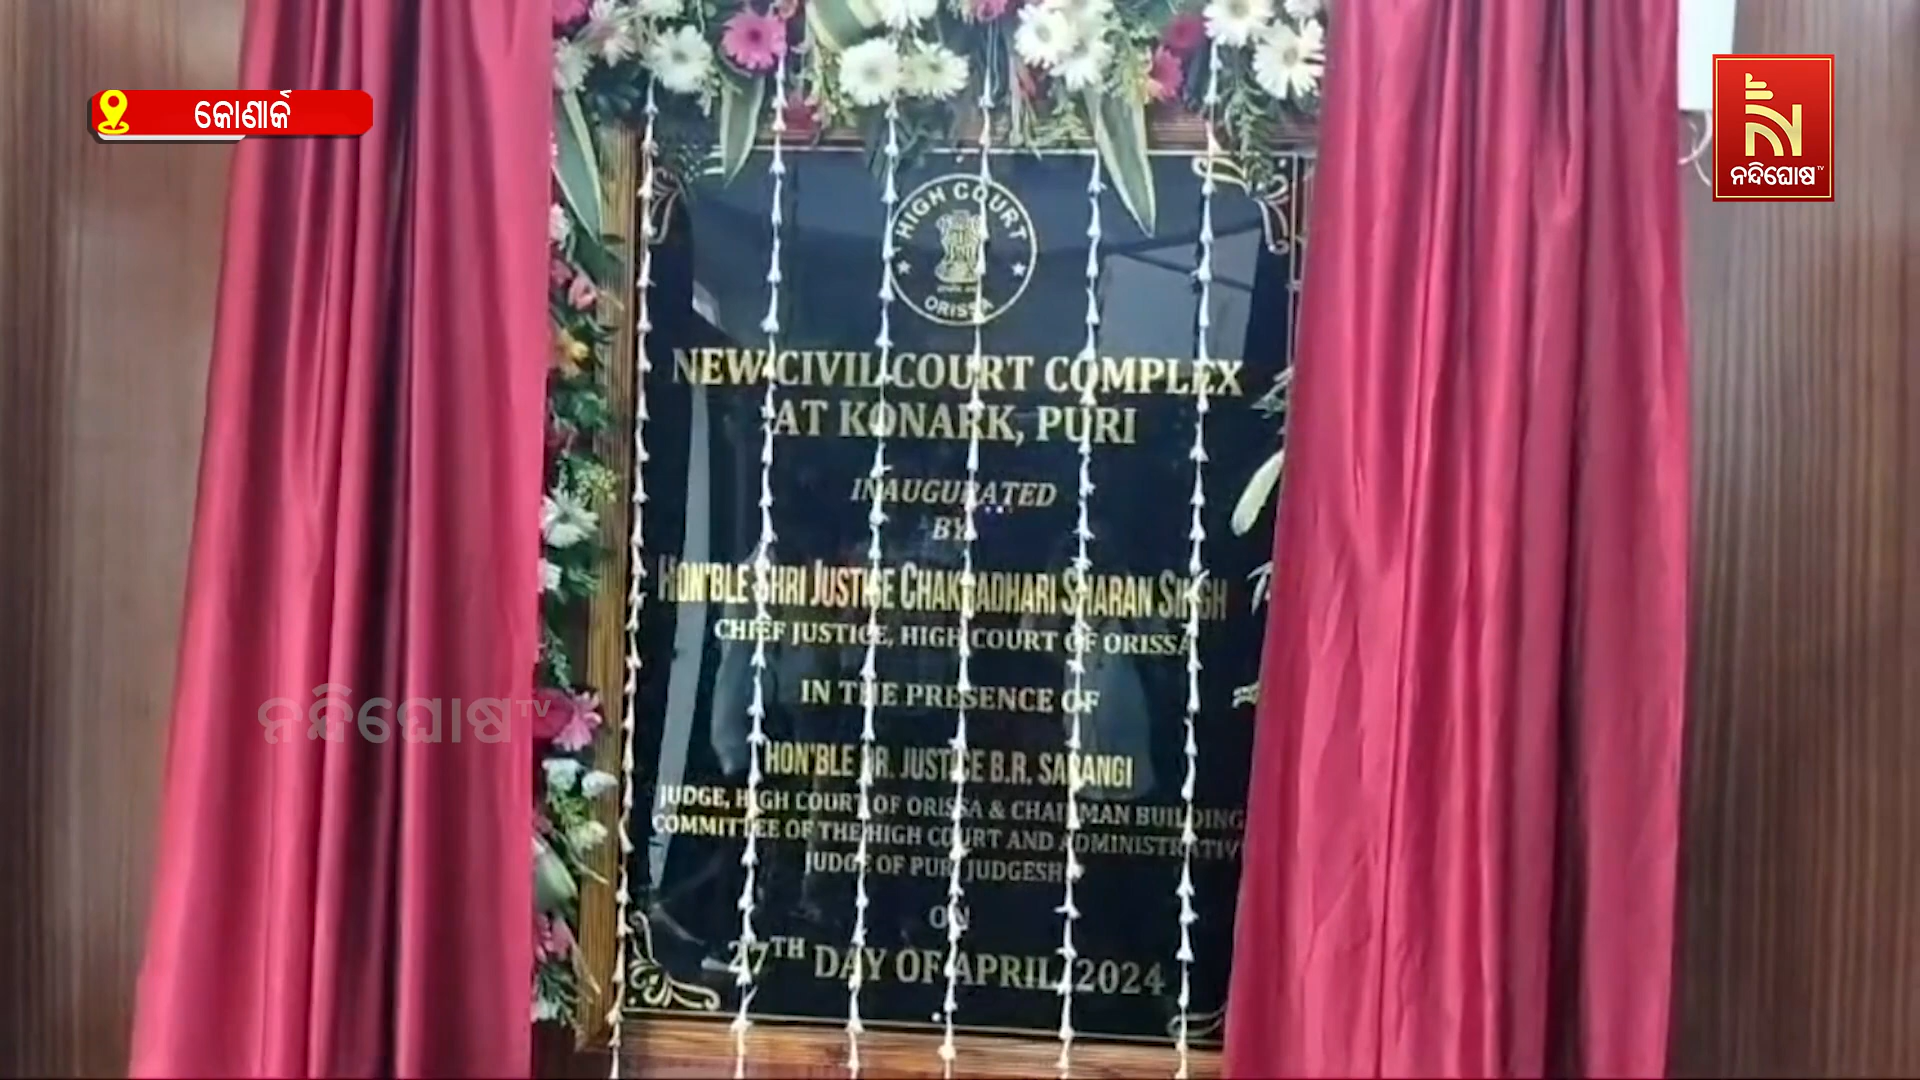 କୋଣାର୍କ
ନନ୍ଦିଘୋଷ TV
HIGH COURT
ORISSA
NEW CIVIL COURT COMPLEX
AT KONARK, PURI
INAUGURATED
BY
HON'BLE SHRI JUSTICE CHAKRADHARI SHARAN SINGH
CHIEF JUSTICE, HIGH COURT OF ORISSA
IN THE PRESENCE OF
HON'BLE DR. JUSTICE B.R. SARANGI
JUDGE, HIGH COURT OF ORISSA & CHAIRMAN BUILDING
COMMITTEE OF THE HIGH COURT AND ADMINISTRATIV
JUDGE OF PURI JUDGESHIP
ON
27TH DAY OF APRIL, 2024
ନନ୍ଦିଘୋଷ TV